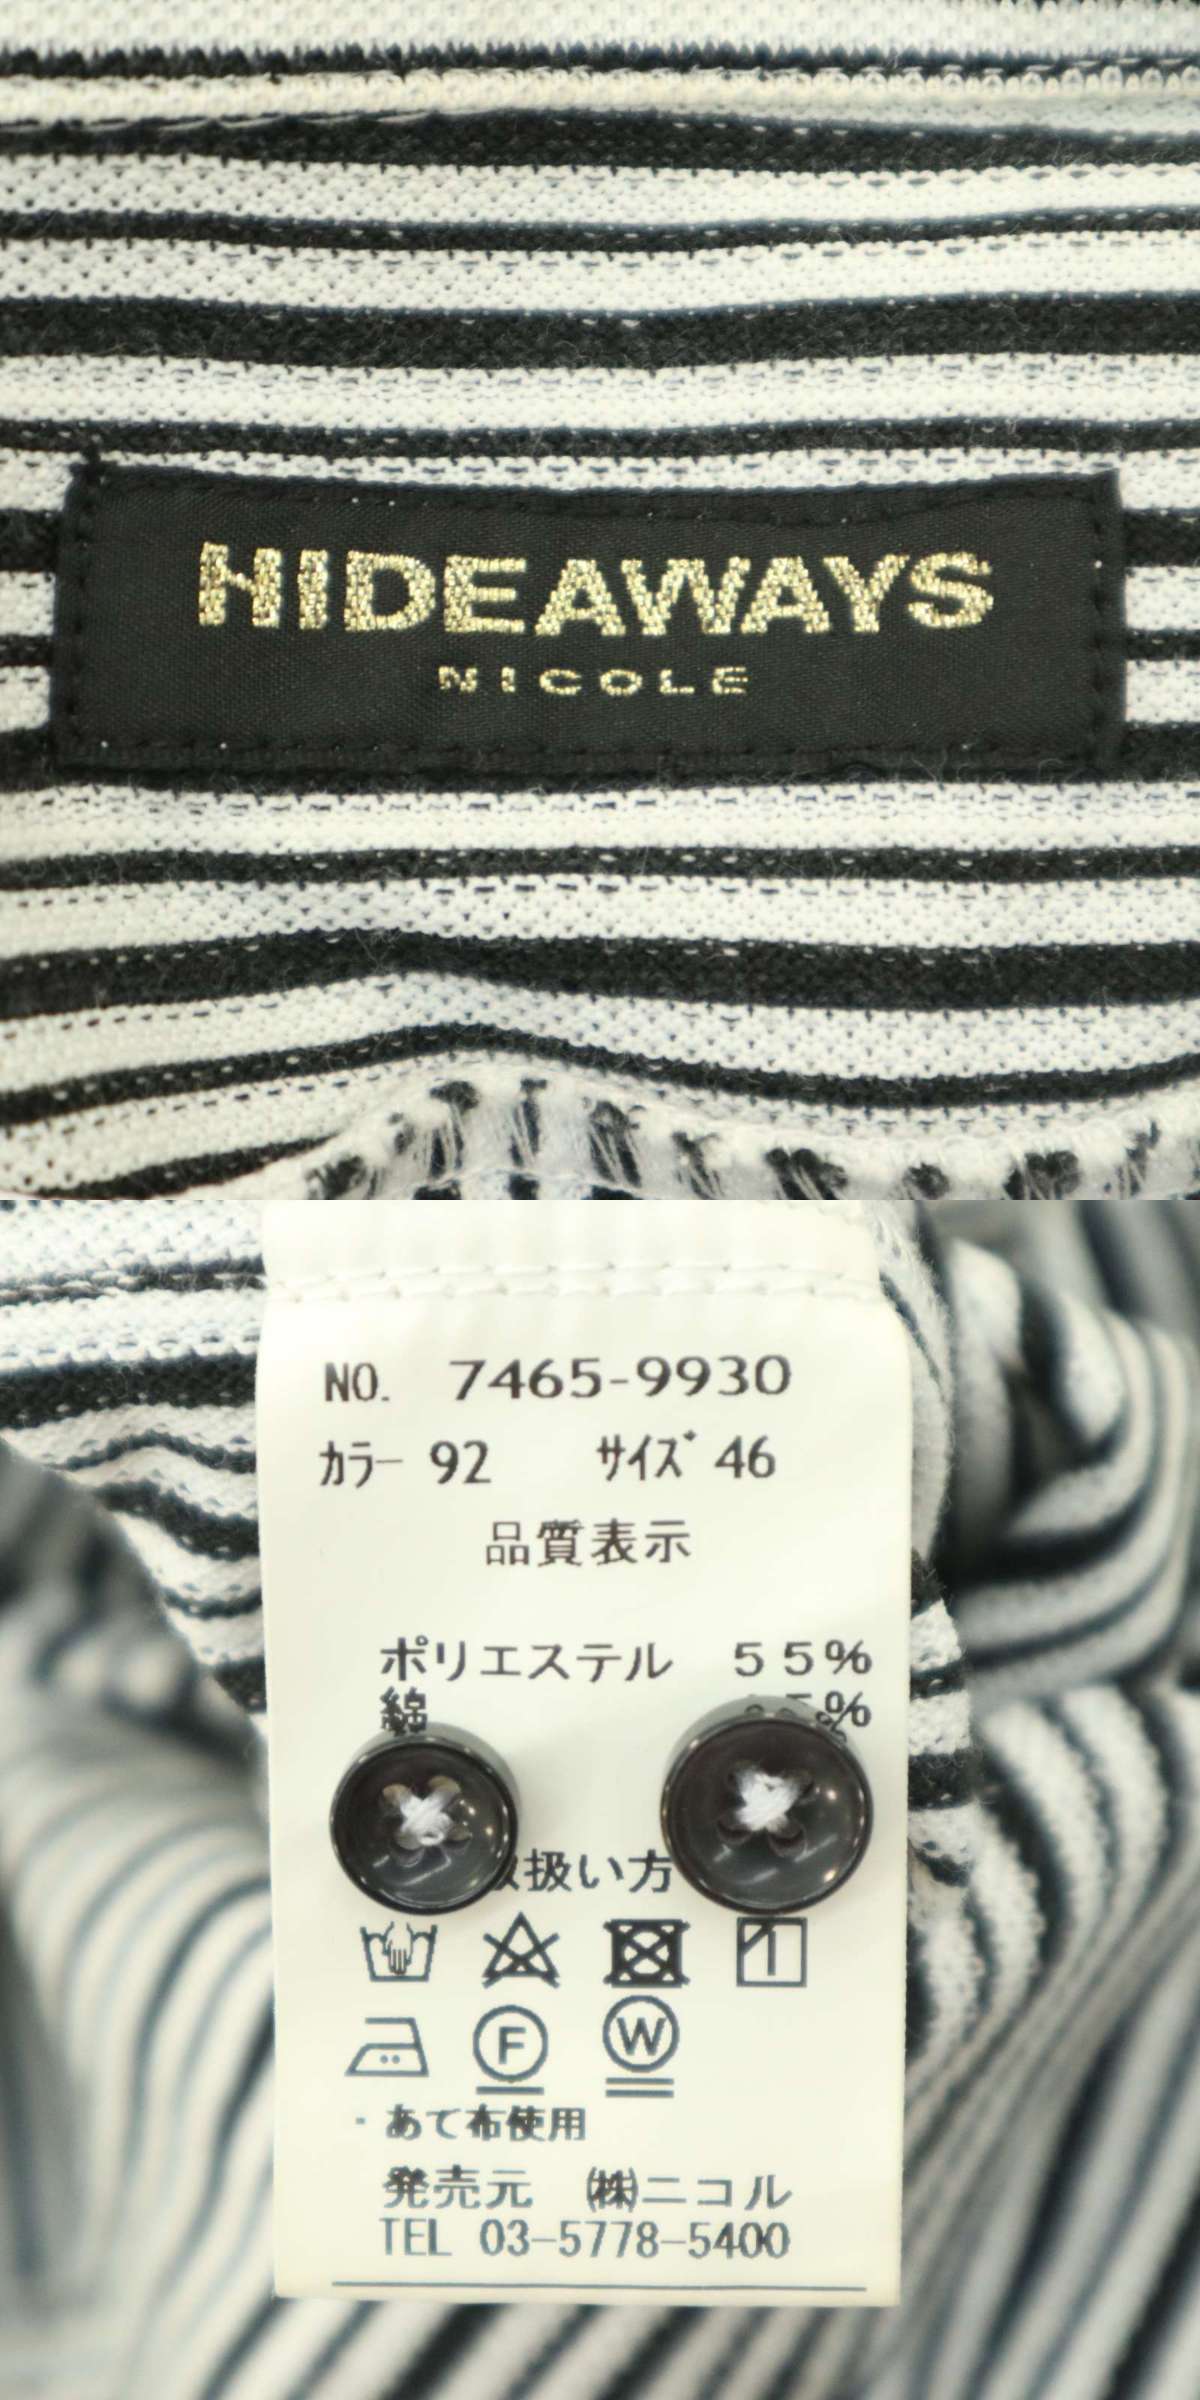 HIDEAWAYS
NICOLE
NO. 7465-9930
カラー 92 サイズ 46
品質表示
ポリエステル 55%
綿 %
扱い方
F W
・あて布使用
発売元 ㈱ニコル
TEL 03-5778-5400